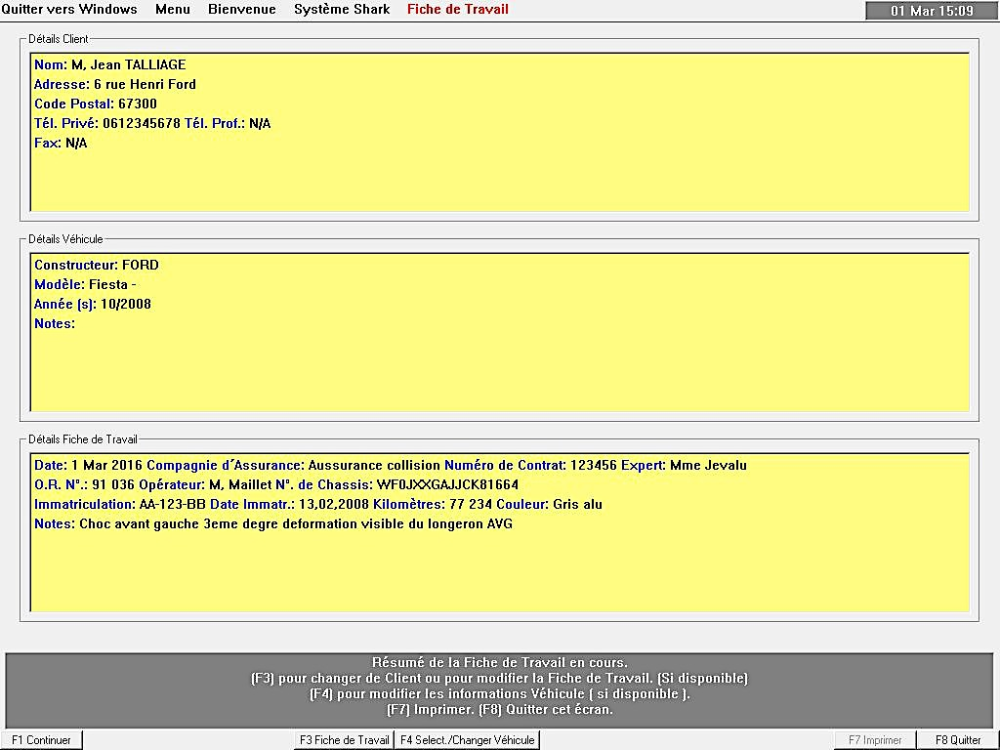 Quitter vers Windows Menu Bienvenue Système Shark Fiche de Travail 01 Mar 15:09
Détails Client
Nom: M, Jean TALLIAGE
Adresse: 6 rue Henri Ford
Code Postal: 67300
Tél. Privé: 0612345678 Tél. Prof.: N/A
Fax: N/A
Détails Véhicule
Constructeur: FORD
Modèle: Fiesta -
Année (s): 10/2008
Notes:
Détails Fiche de Travail
Date: 1 Mar 2016 Compagnie d´Assurance: Aussurance collision Numéro de Contrat: 123456 Expert: Mme Jevalu
O.R. N°.: 91 036 Opérateur: M, Maillet N°. de Chassis: WF0JXXGAJJCK81664
Immatriculation: AA-123-BB Date Immatr.: 13,02,2008 Kilomètres: 77 234 Couleur: Gris alu
Notes: Choc avant gauche 3eme degre deformation visible du longeron AVG
Résumé de la Fiche de Travail en cours.
(F3) pour changer de Client ou pour modifier la Fiche de Travail. (Si disponible)
(F4) pour modifier les informations Véhicule ( si disponible ).
(F7) Imprimer. (F8) Quitter cet écran.
F1 Continuer F3 Fiche de Travail F4 Select./Changer Véhicule F7 Imprimer F8 Quitter